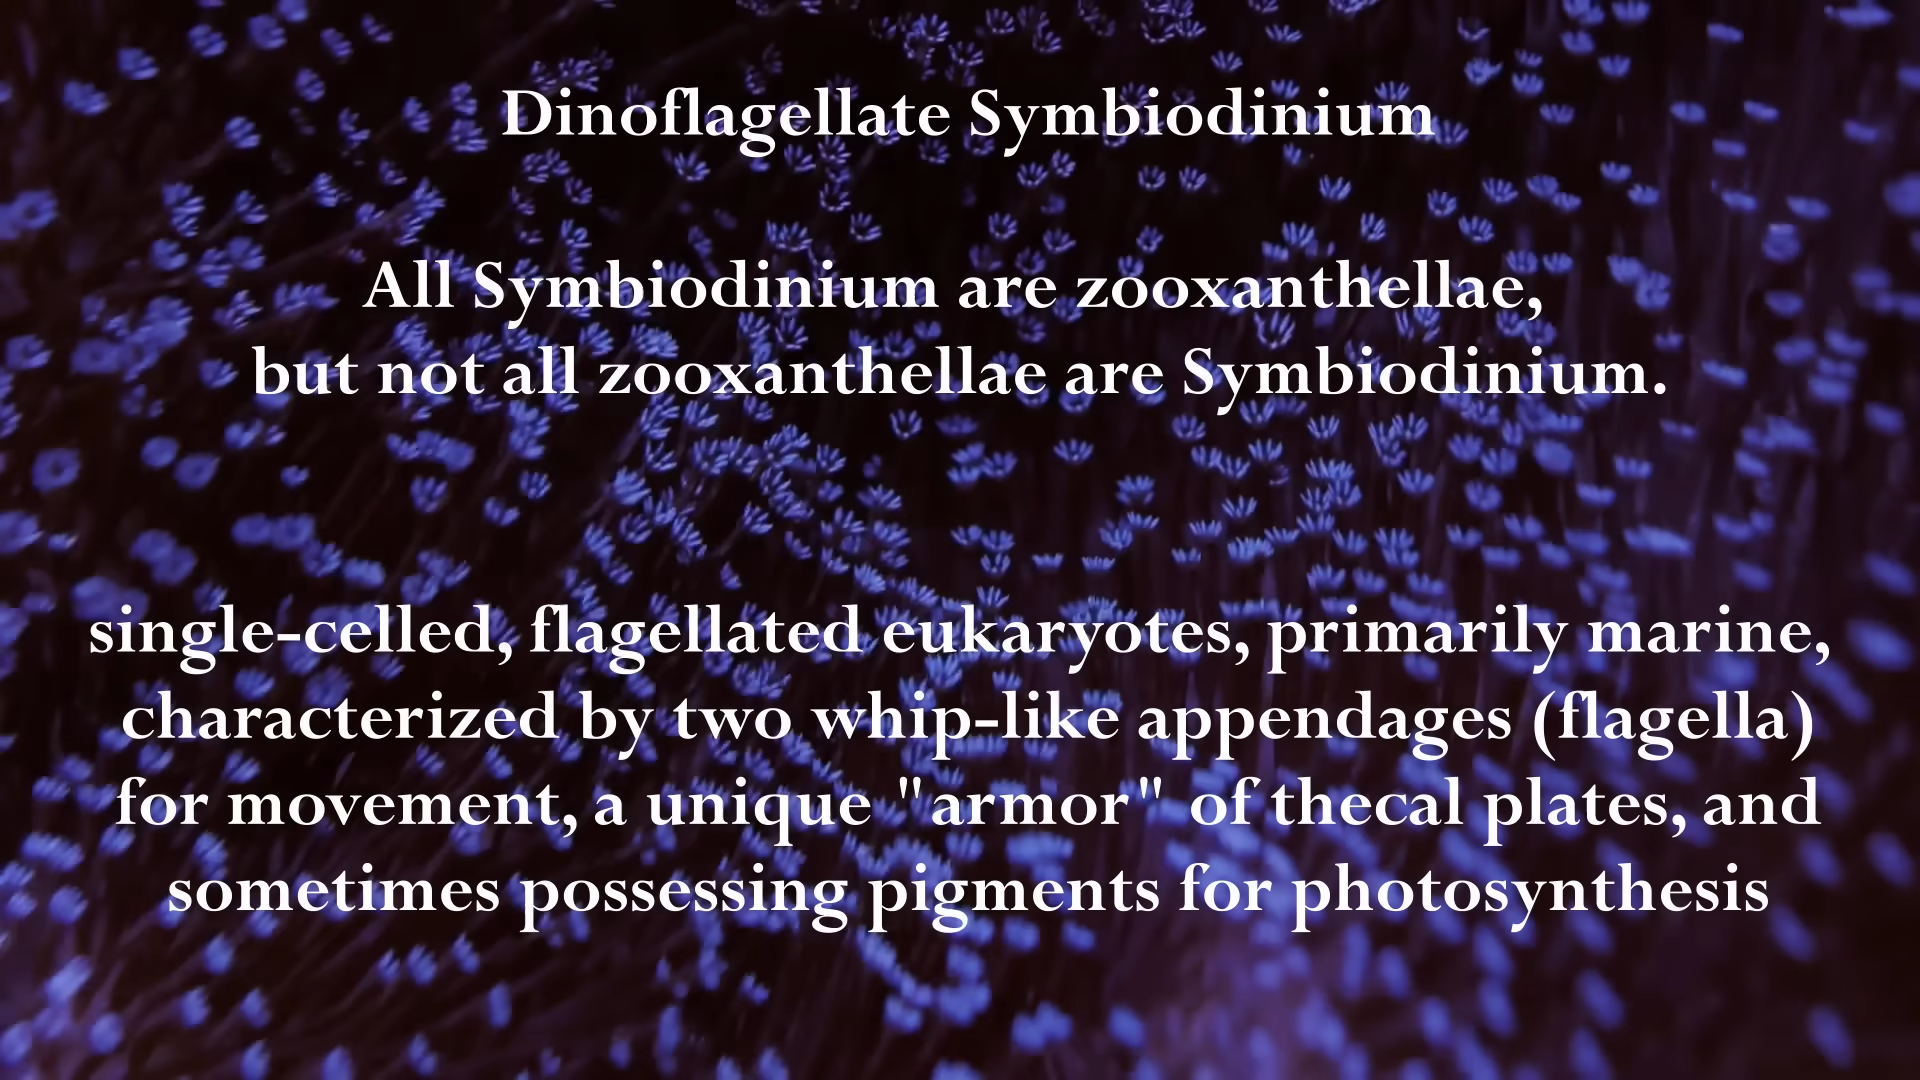 Dinoflagellate Symbiodinium
All Symbiodinium are zooxanthellae,
but not all zooxanthellae are Symbiodinium.
single-celled, flagellated eukaryotes, primarily marine,
characterized by two whip-like appendages (flagella)
for movement, a unique "armor" of thecal plates, and
sometimes possessing pigments for photosynthesis